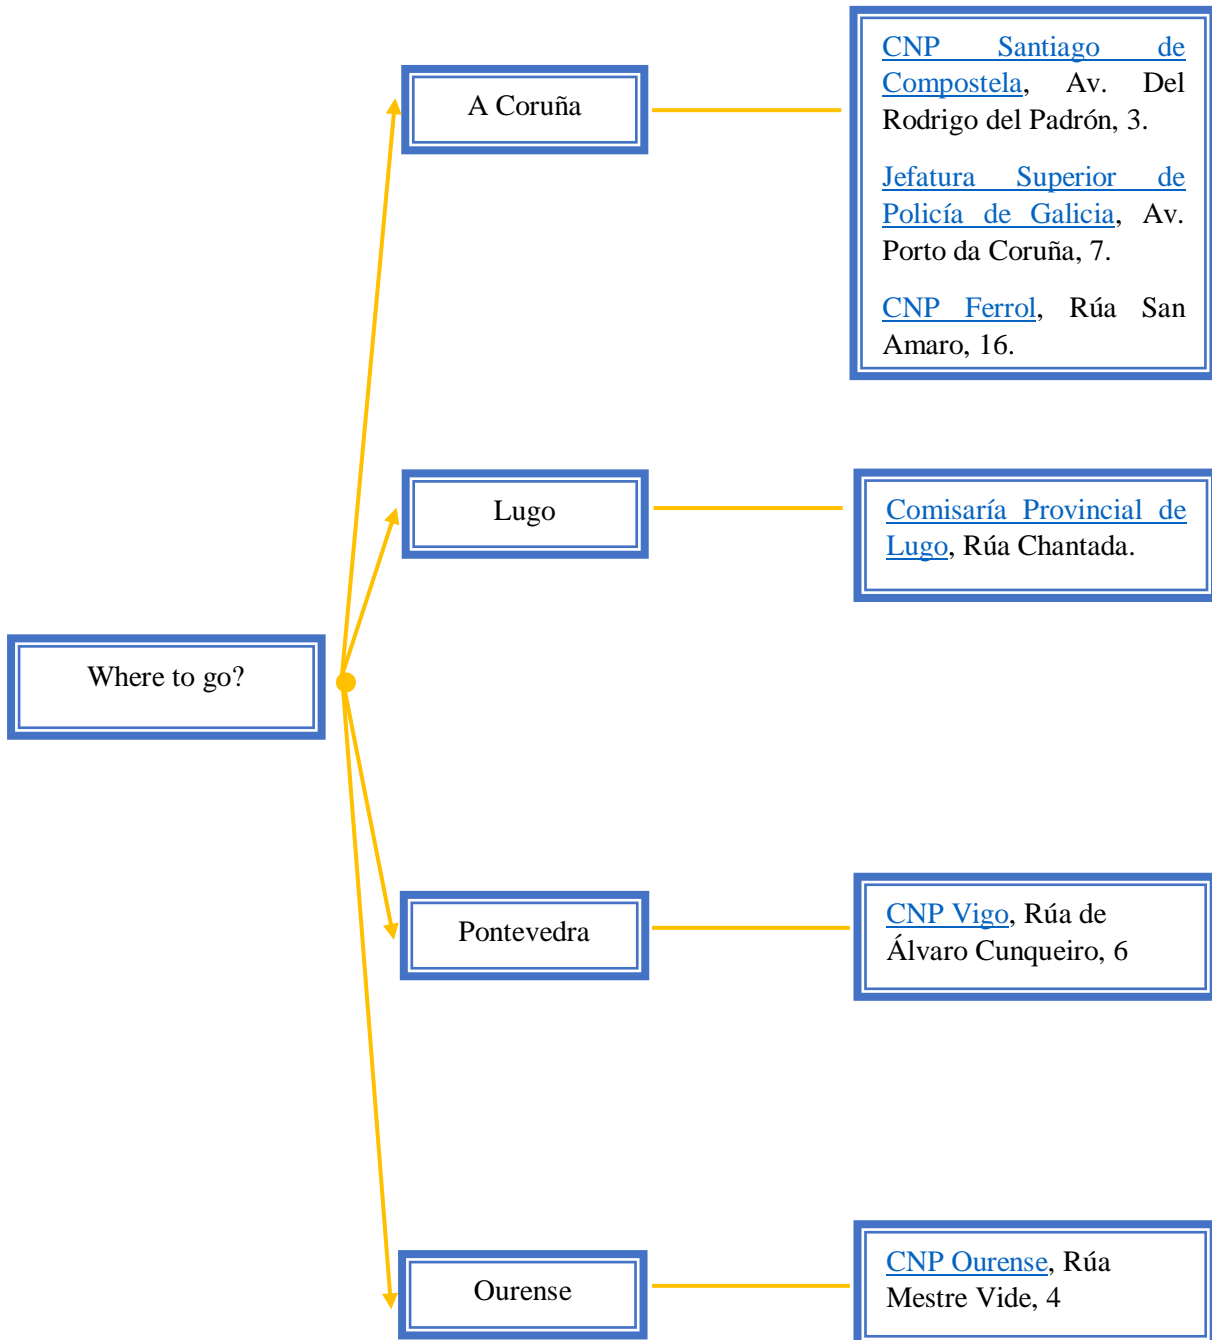 Where to go?
A Coruña
CNP Santiago de
Compostela, Av. Del
Rodrigo del Padrón, 3.
Jefatura Superior de
Policía de Galicia, Av.
Porto da Coruña, 7.
CNP Ferrol, Rúa San
Amaro, 16.
Lugo
Comisaría Provincial de
Lugo, Rúa Chantada.
Pontevedra
CNP Vigo, Rúa de
Álvaro Cunqueiro, 6
Ourense
CNP Ourense, Rúa
Mestre Vide, 4